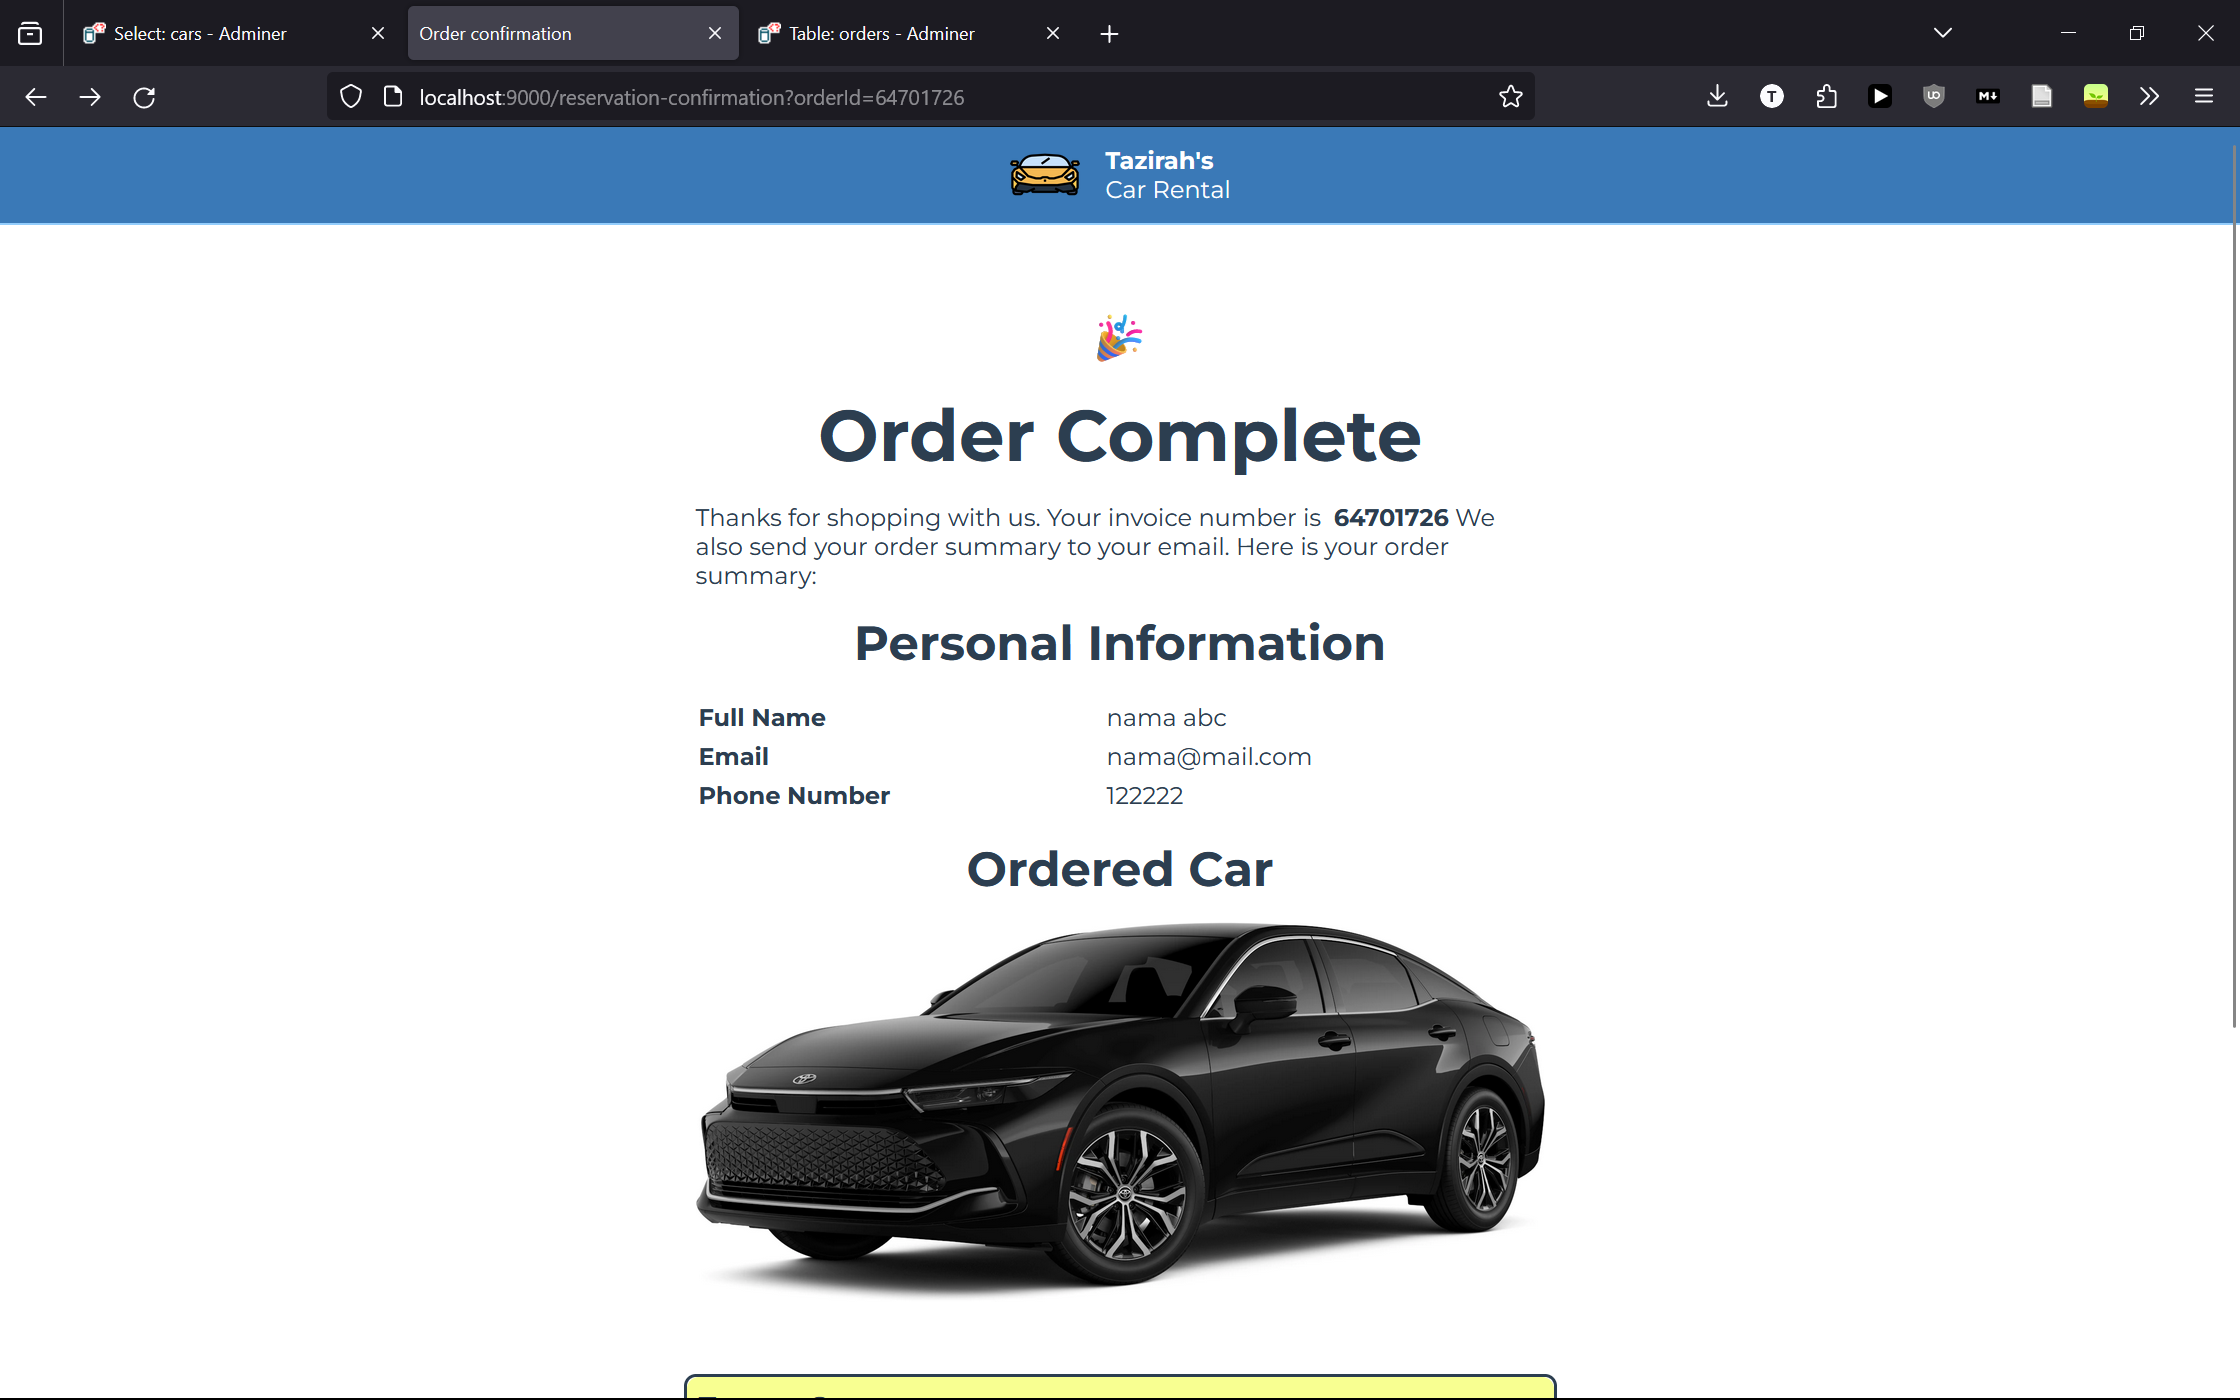 Select: cars - Adminer
Order confirmation
Table: orders - Adminer
localhost:9000/reservation-confirmation?orderId=64701726
T
UO
M
Tazirah's
Car Rental
Order Complete
Thanks for shopping with us. Your invoice number is 64701726 We
also send your order summary to your email. Here is your order
summary:
Personal Information
Full Name nama abc
Email nama@mail.com
Phone Number 122222
Ordered Car